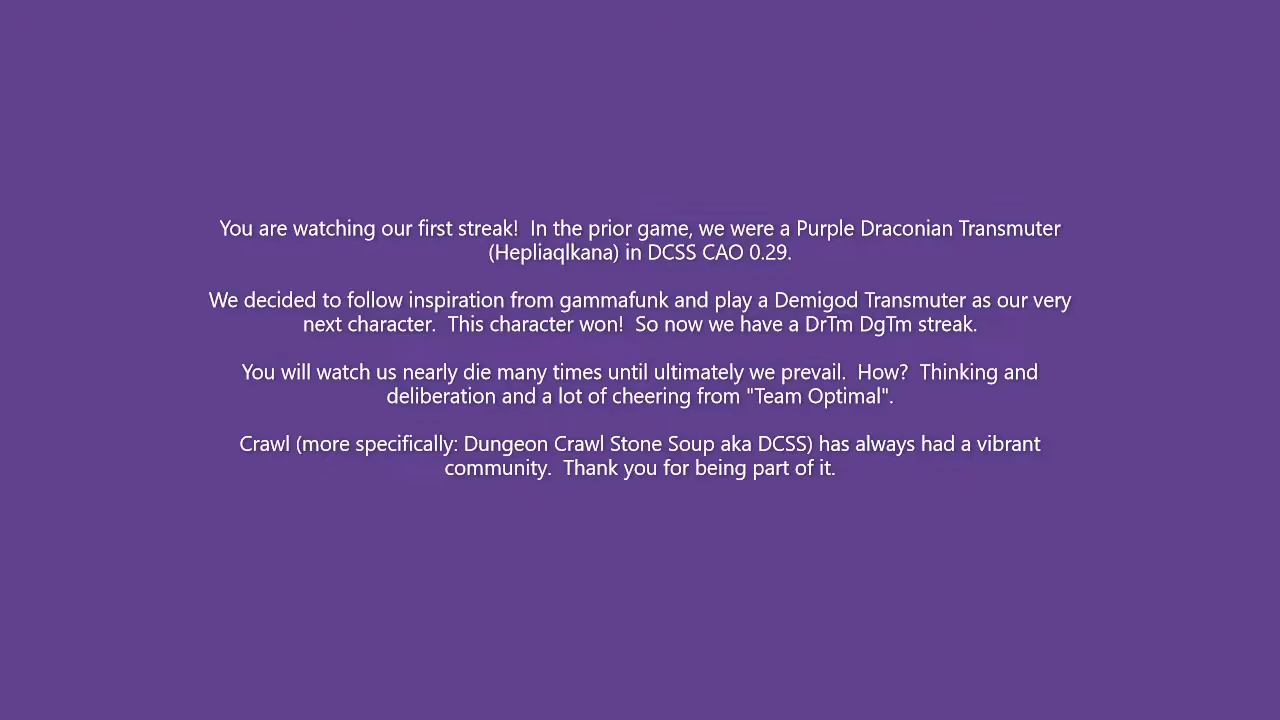 You are watching our first streak!  In the prior game, we were a Purple Draconian Transmuter
(Hepliaqlkana) in DCSS CAO 0.29.
We decided to follow inspiration from gammafunk and play a Demigod Transmuter as our very
next character.  This character won!  So now we have a DrTm DgTm streak.
You will watch us nearly die many times until ultimately we prevail.  How?  Thinking and
deliberation and a lot of cheering from "Team Optimal".
Crawl (more specifically: Dungeon Crawl Stone Soup aka DCSS) has always had a vibrant
community.  Thank you for being part of it.